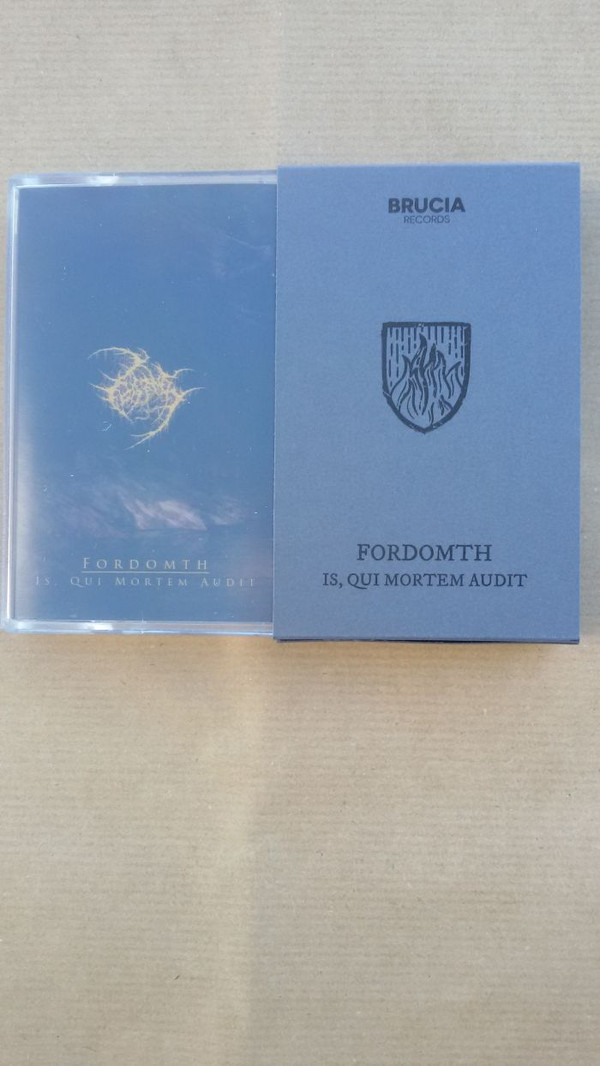 FORDOMTH
IS, QUI MORTEM AUDIT
BRUCIA
RECORDS
FORDOMTH
IS, QUI MORTEM AUDIT